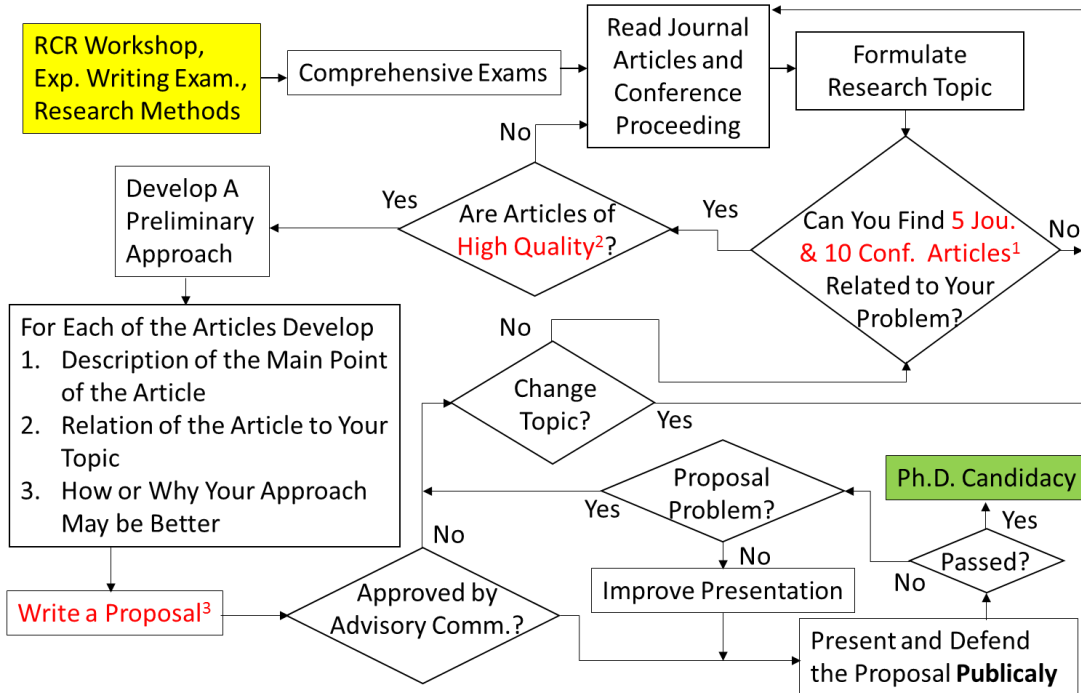 RCR Workshop,
Exp. Writing Exam.,
Research Methods
Comprehensive Exams
Read Journal
Articles and
Conference
Proceeding
Formulate
Research Topic
Can You Find 5 Jou.
& 10 Conf. Articles¹
Related to Your
Problem?
No
Yes
Are Articles of
High Quality²?
No
Yes
Develop A
Preliminary
Approach
For Each of the Articles Develop
1. Description of the Main Point
of the Article
2. Relation of the Article to Your
Topic
3. How or Why Your Approach
May be Better
Write a Proposal³
Approved by
Advisory Comm.?
No
Change
Topic?
No
Yes
Proposal
Problem?
Yes
No
Improve Presentation
Present and Defend
the Proposal Publicaly
Passed?
No
Yes
Ph.D. Candidacy